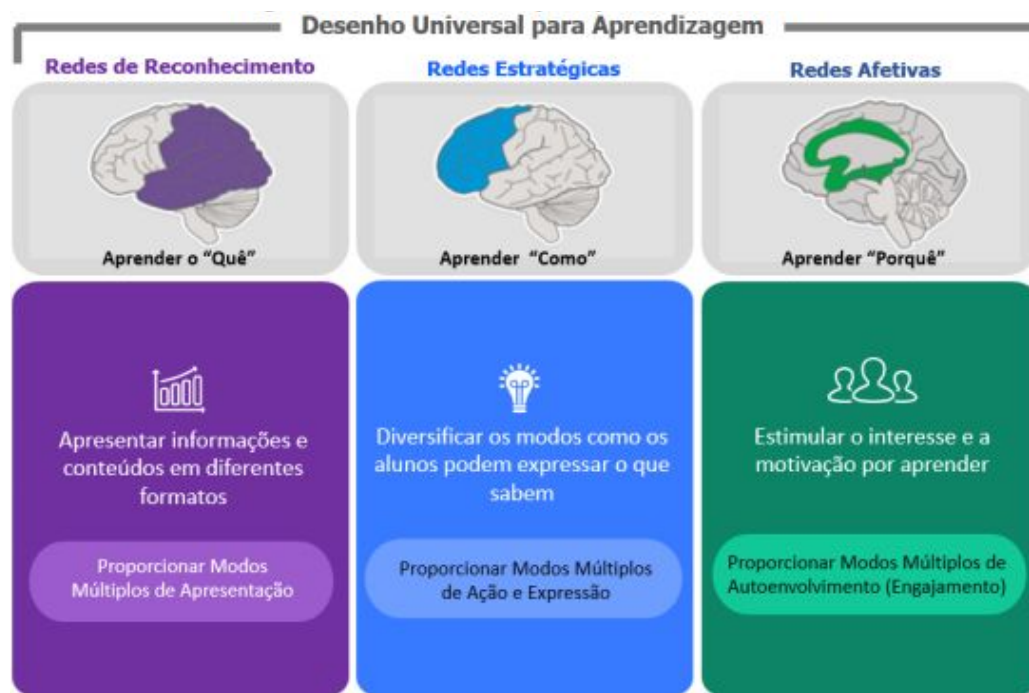 Desenho Universal para Aprendizagem
Redes de Reconhecimento
Aprender o “Quê”
Apresentar informações e
conteúdos em diferentes
formatos
Proporcionar Modos
Múltiplos de Apresentação
Redes Estratégicas
Aprender “Como”
Diversificar os modos como os
alunos podem expressar o que
sabem
Proporcionar Modos Múltiplos
de Ação e Expressão
Redes Afetivas
Aprender “Porquê”
Estimular o interesse e a
motivação por aprender
Proporcionar Modos Múltiplos de
Autoenvolvimento (Engajamento)